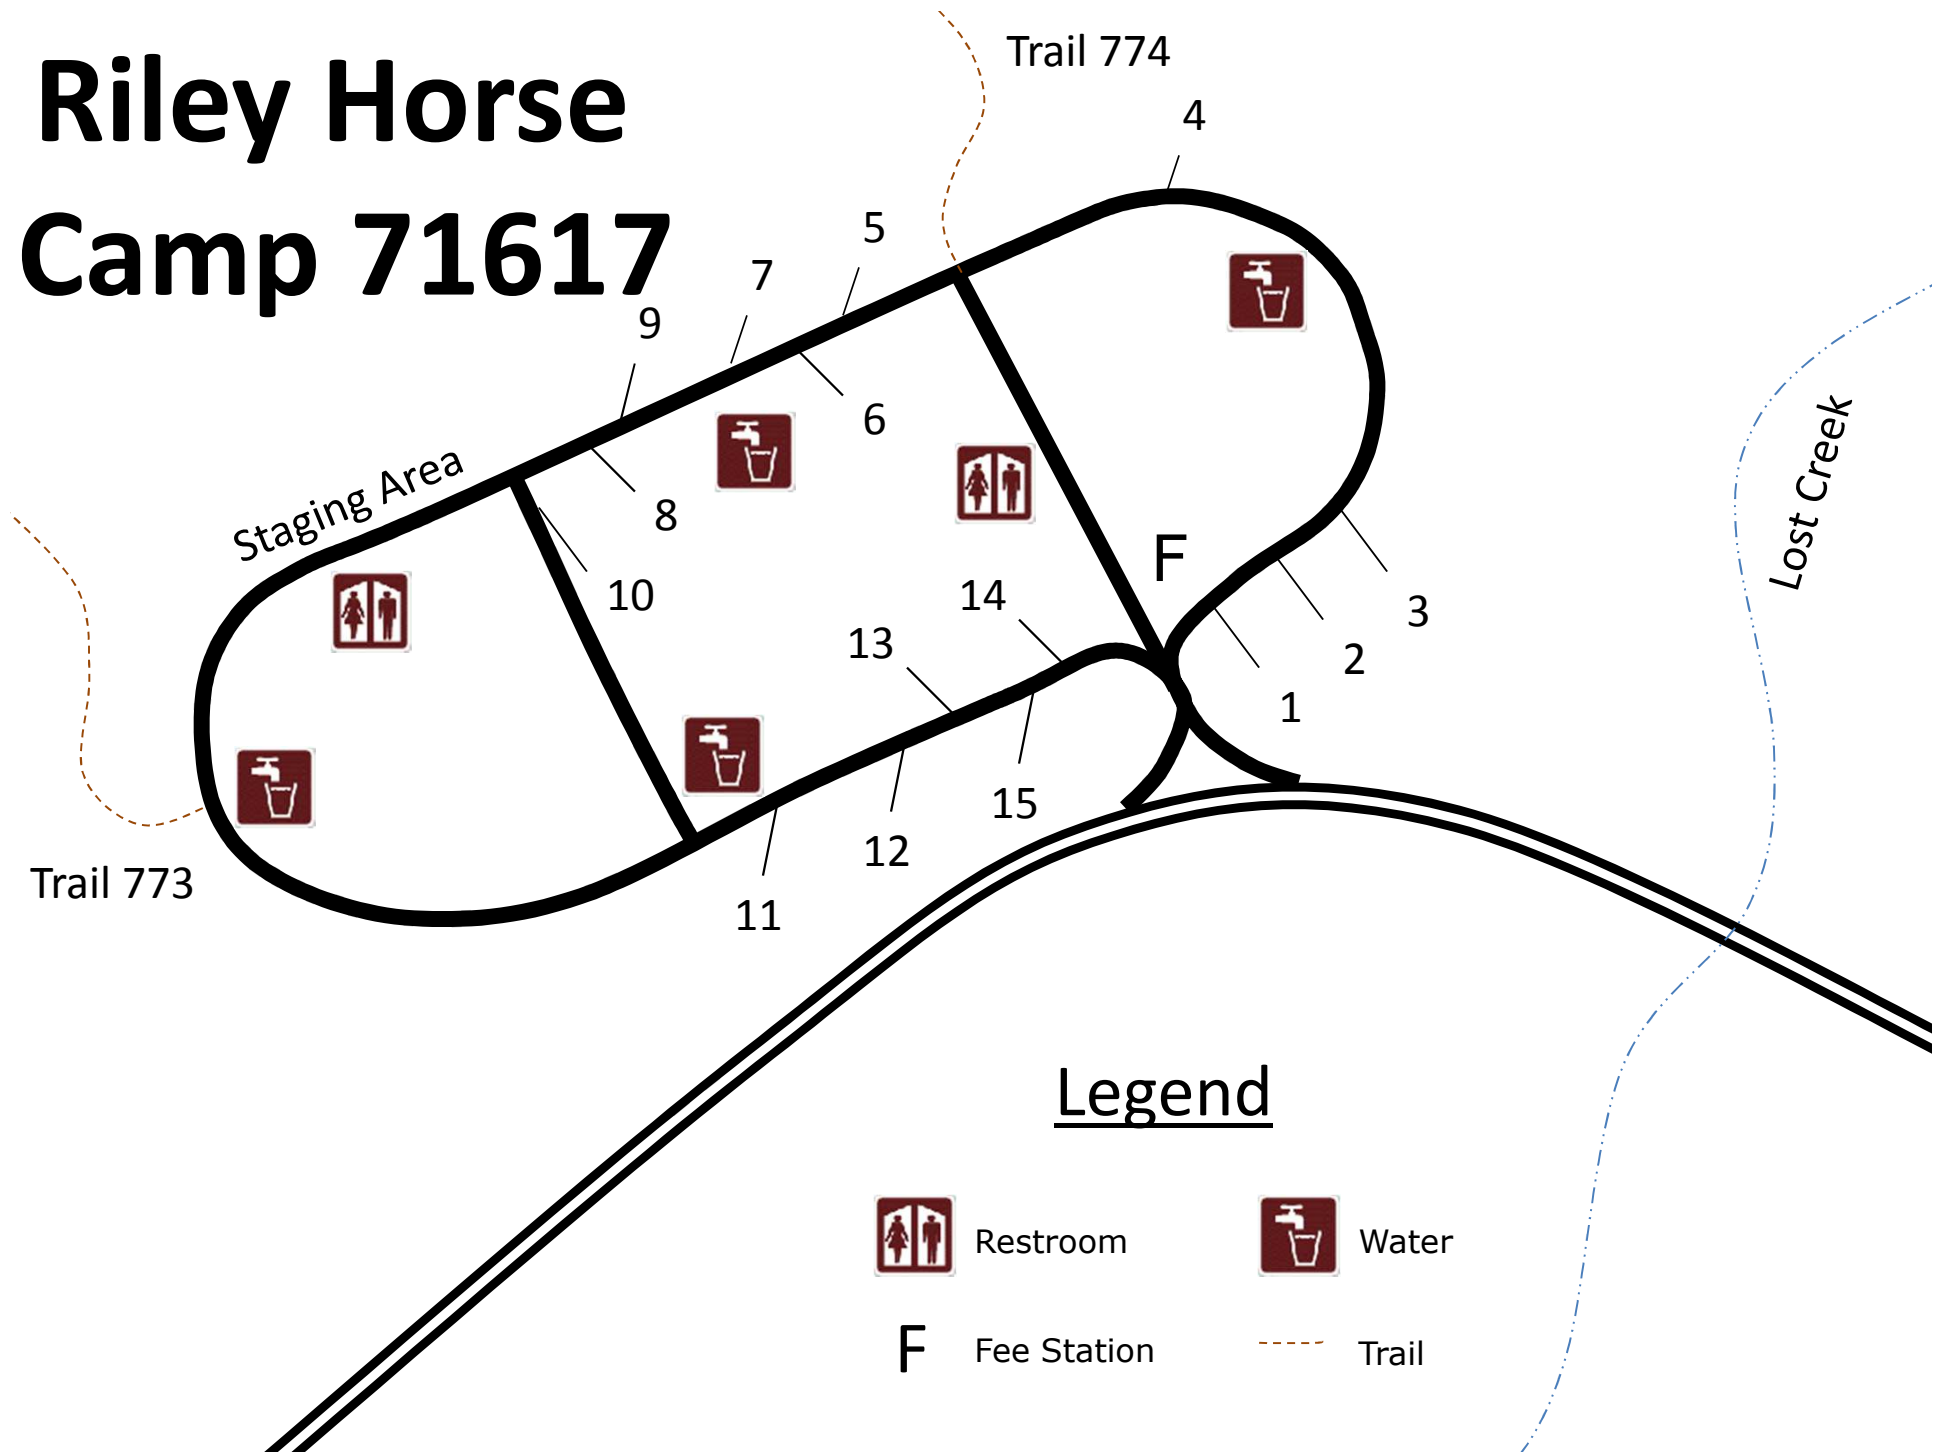 Riley Horse
Camp 71617
Trail 774
4
5
7
9
6
8
Staging Area
10
14
13
F
3
2
1
15
12
11
Trail 773
Lost Creek
Legend
Restroom
Water
F Fee Station
Trail